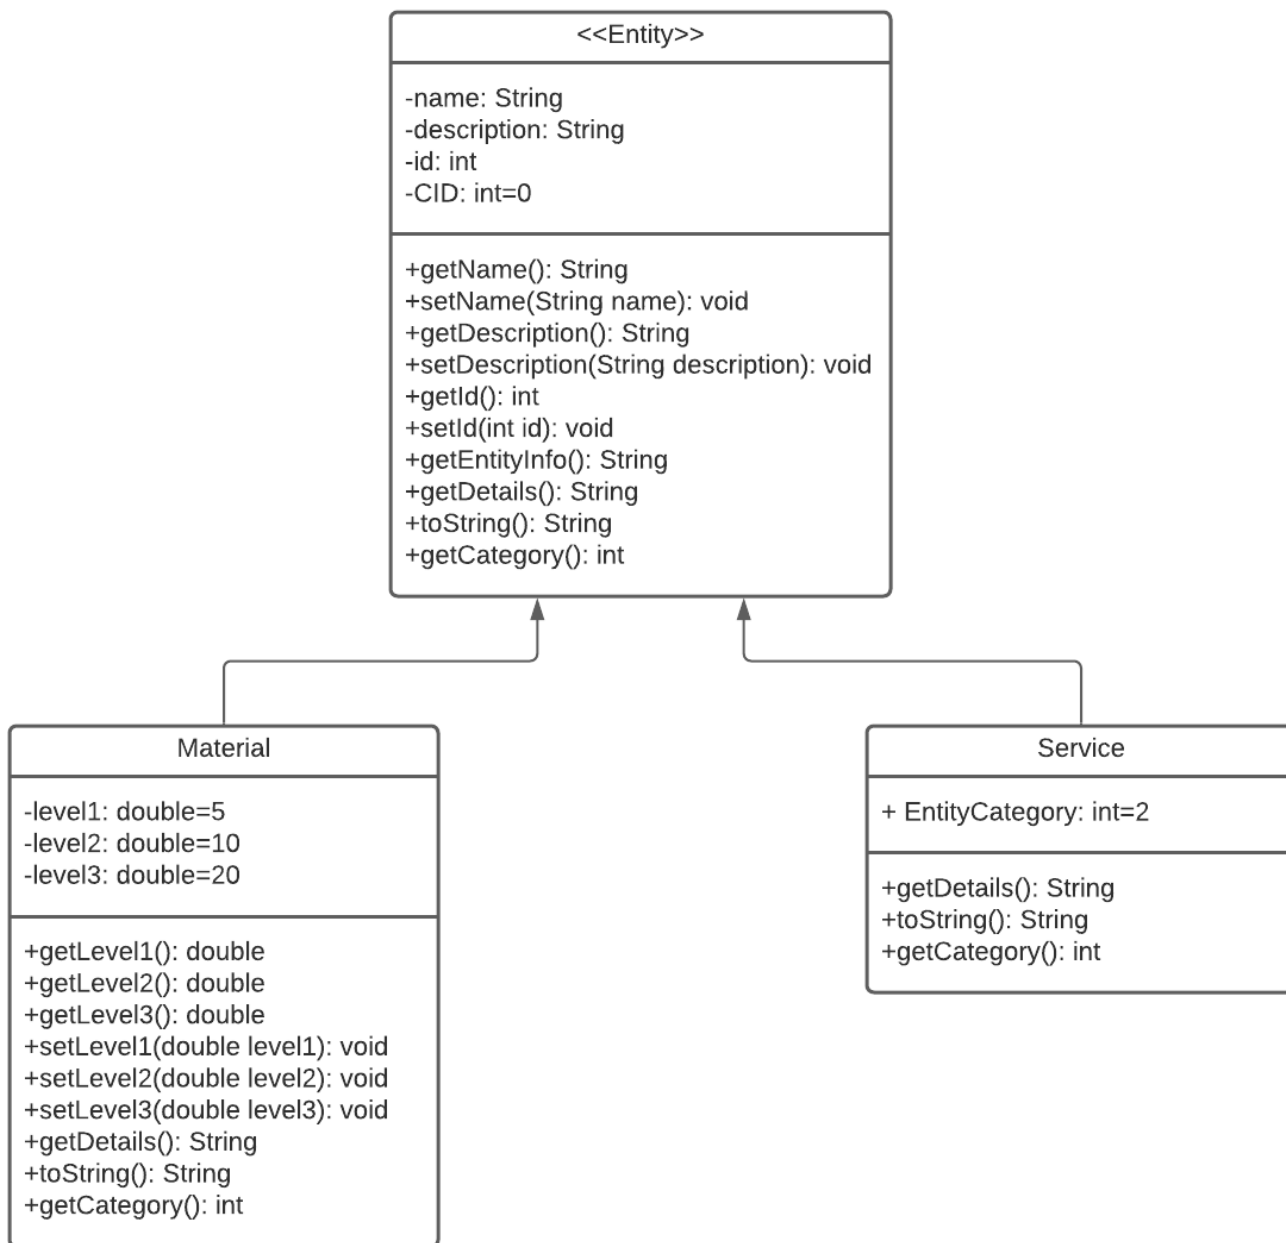 <<Entity>>
-name: String
-description: String
-id: int
-CID: int=0
+getName(): String
+setName(String name): void
+getDescription(): String
+setDescription(String description): void
+getId(): int
+setId(int id): void
+getEntityInfo(): String
+getDetails(): String
+toString(): String
+getCategory(): int
Material
-level1: double=5
-level2: double=10
-level3: double=20
+getLevel1(): double
+getLevel2(): double
+getLevel3(): double
+setLevel1(double level1): void
+setLevel2(double level2): void
+setLevel3(double level3): void
+getDetails(): String
+toString(): String
+getCategory(): int
Service
+ EntityCategory: int=2
+getDetails(): String
+toString(): String
+getCategory(): int